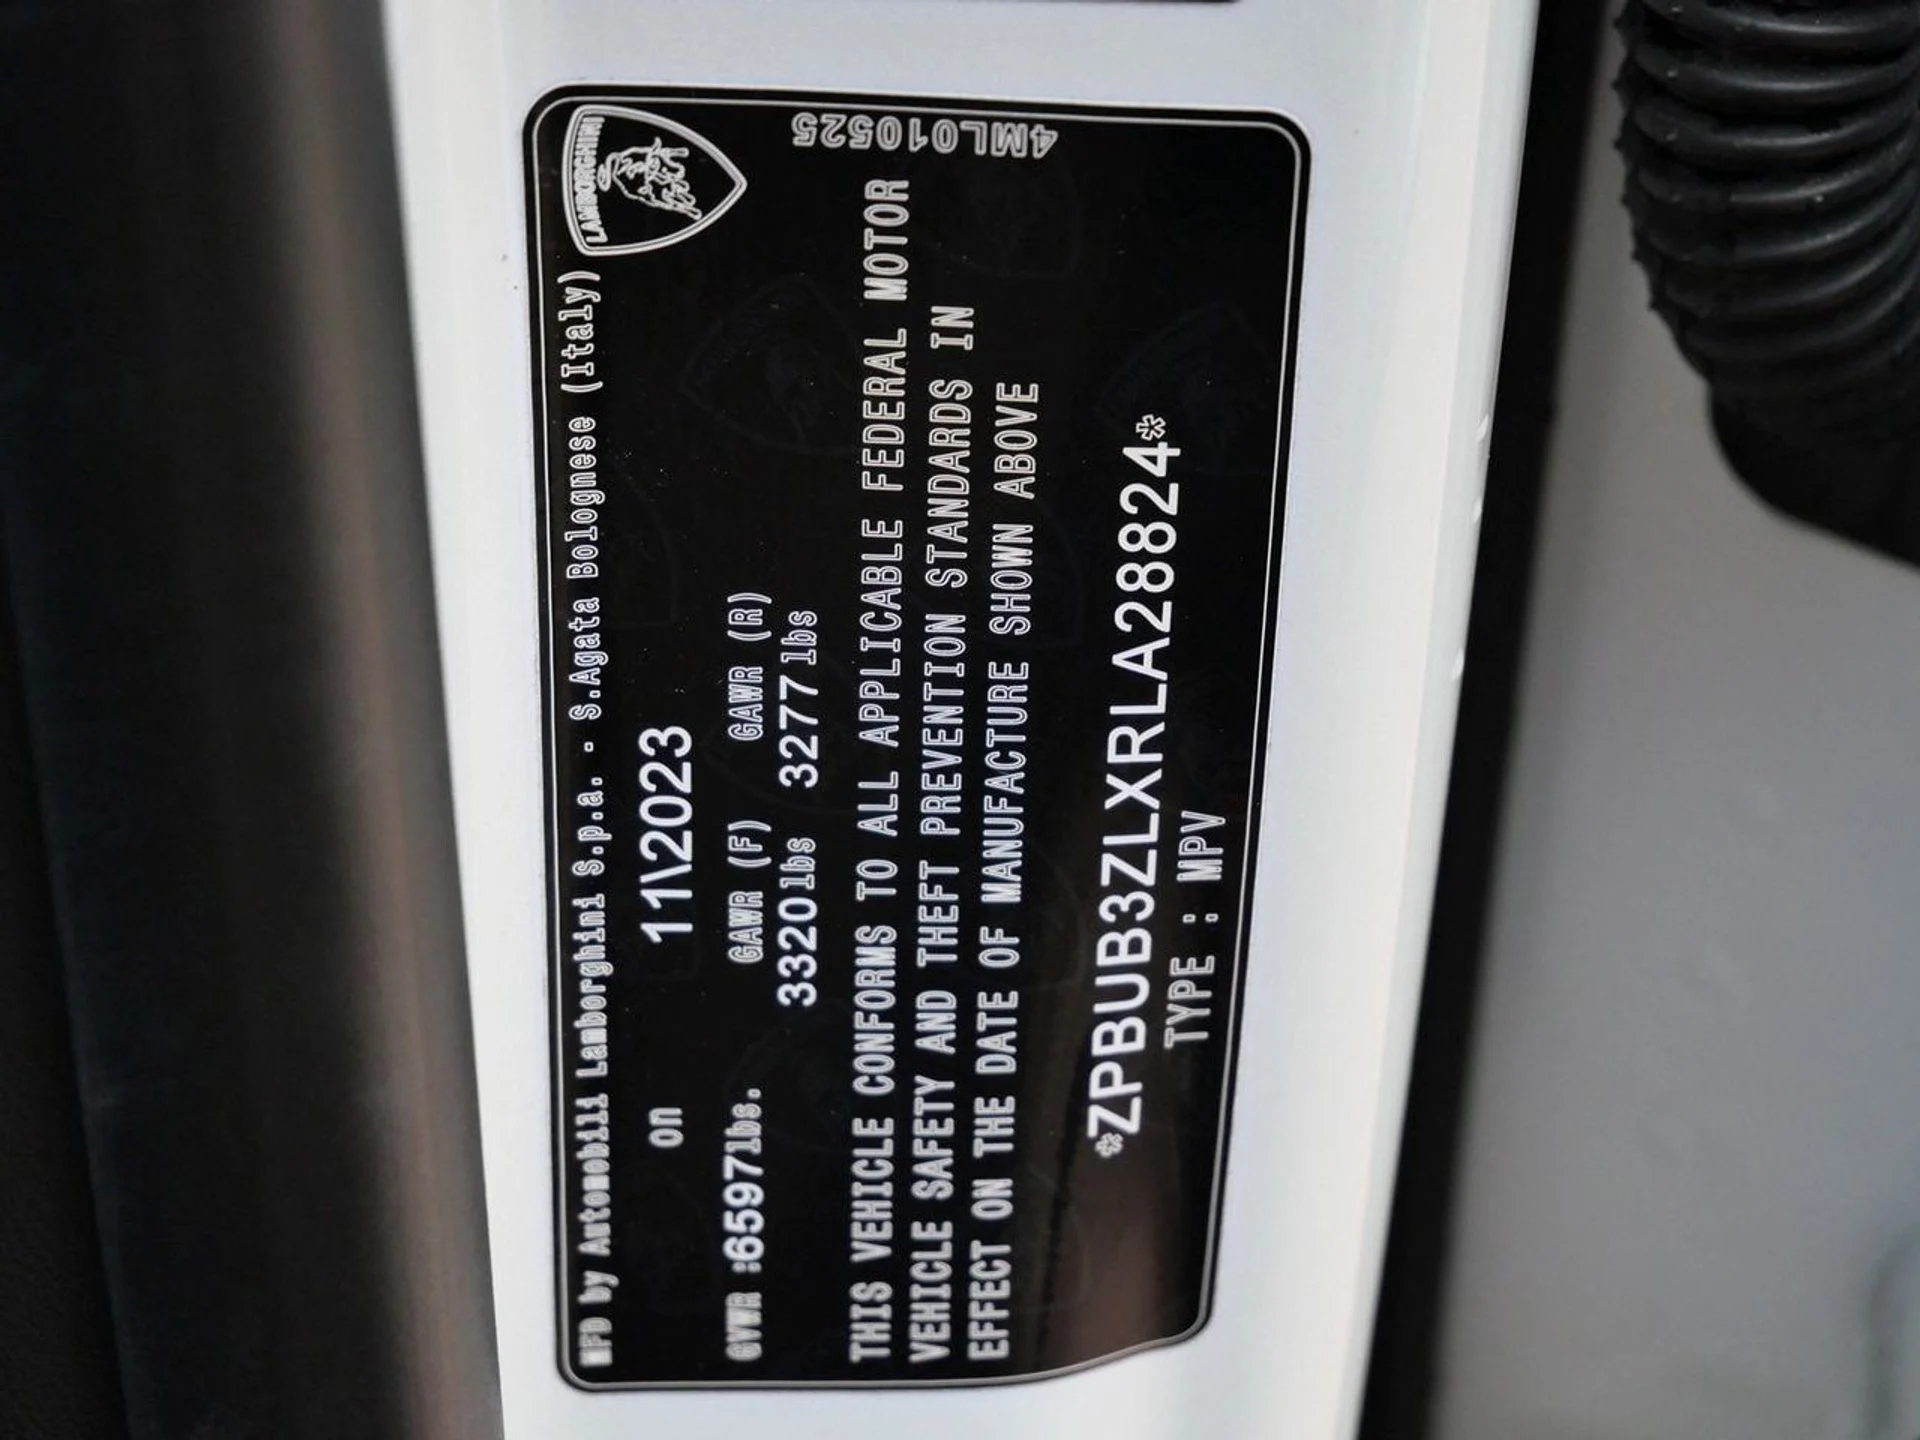 LAMBORGHINI
4ML010525
MFD by Automobili Lamborghini S.p.a. - S.Agata Bolognese (Italy)
on 11\2023
GVWR :6597lbs. GAWR (F) GAWR (R)
3320lbs 3277lbs
THIS VEHICLE CONFORMS TO ALL APPLICABLE FEDERAL MOTOR
VEHICLE SAFETY AND THEFT PREVENTION STANDARDS IN
EFFECT ON THE DATE OF MANUFACTURE SHOWN ABOVE
*ZPBUB3ZLXRLA28824*
TYPE : MPV